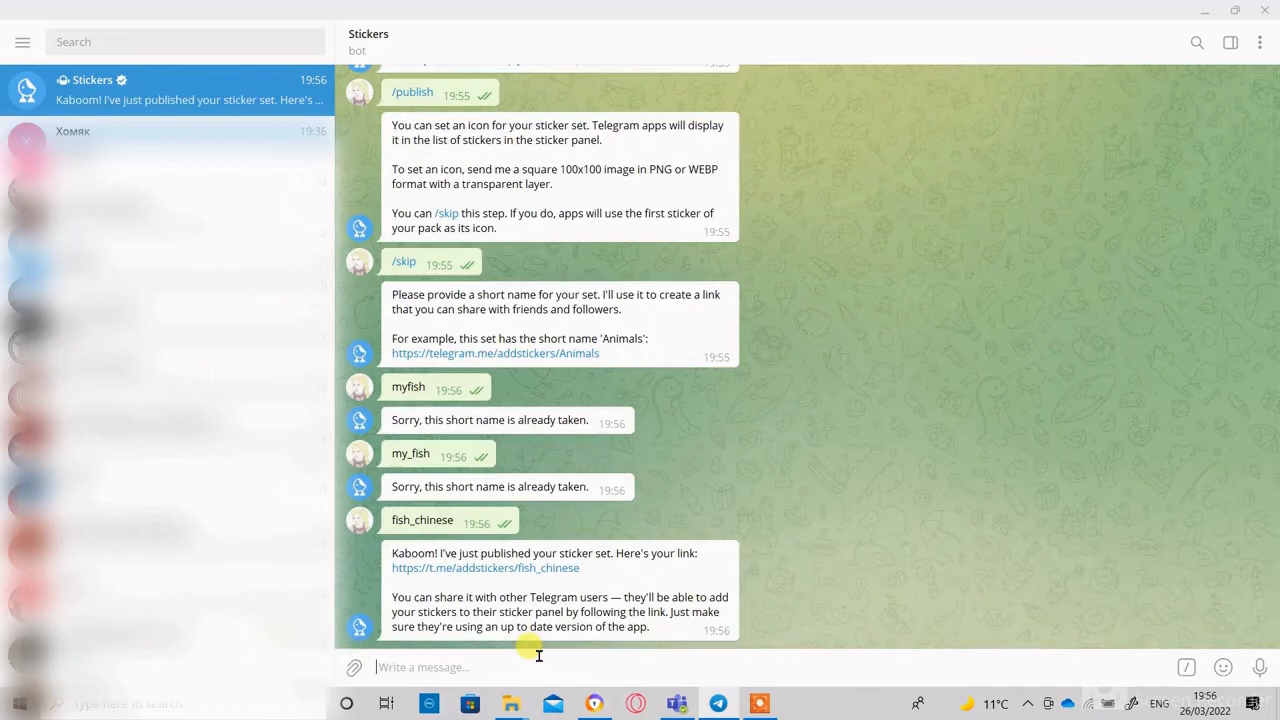 Search
Stickers
bot
Stickers 19:56
Kaboom! I've just published your sticker set. Here's ...
Хомяк 19:36
Y
/publish 19:55
You can set an icon for your sticker set. Telegram apps will display
it in the list of stickers in the sticker panel.
To set an icon, send me a square 100x100 image in PNG or WEBP
format with a transparent layer.
You can /skip this step. If you do, apps will use the first sticker of
your pack as its icon. 19:55
/skip 19:55
Please provide a short name for your set. I'll use it to create a link
that you can share with friends and followers.
For example, this set has the short name 'Animals':
https://telegram.me/addstickers/Animals 19:55
myfish 19:56
Sorry, this short name is already taken. 19:56
my_fish 19:56
Sorry, this short name is already taken. 19:56
fish_chinese 19:56
Kaboom! I've just published your sticker set. Here's your link:
https://t.me/addstickers/fish_chinese
You can share it with other Telegram users — they'll be able to add
your stickers to their sticker panel by following the link. Just make
sure they're using an up to date version of the app. 19:56
Write a message...
Type here to search
11°C
ENG
19:56
26/03/2022